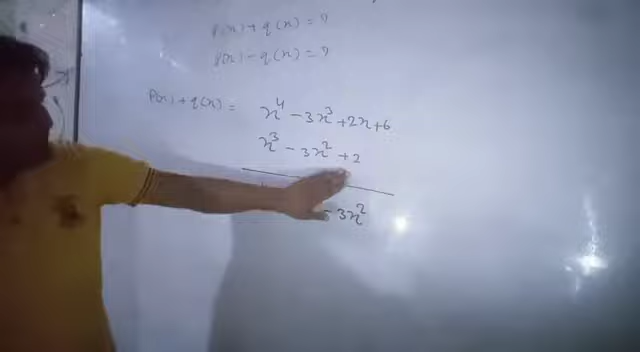 P(x) + q(x) = ?
P(x) - q(x) = ?
P(x) + q(x) = x⁴ - 3x³ + 2x + 6
x³ - 3x² + 2
- 3x²